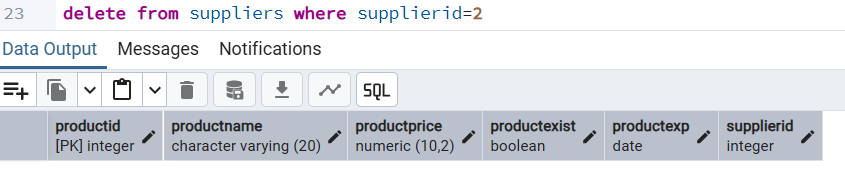 23 delete from suppliers where supplierid=2
Data Output Messages Notifications
SQL
productid productname productprice productexist productexp supplierid
[PK] integer character varying (20) numeric (10,2) boolean date integer